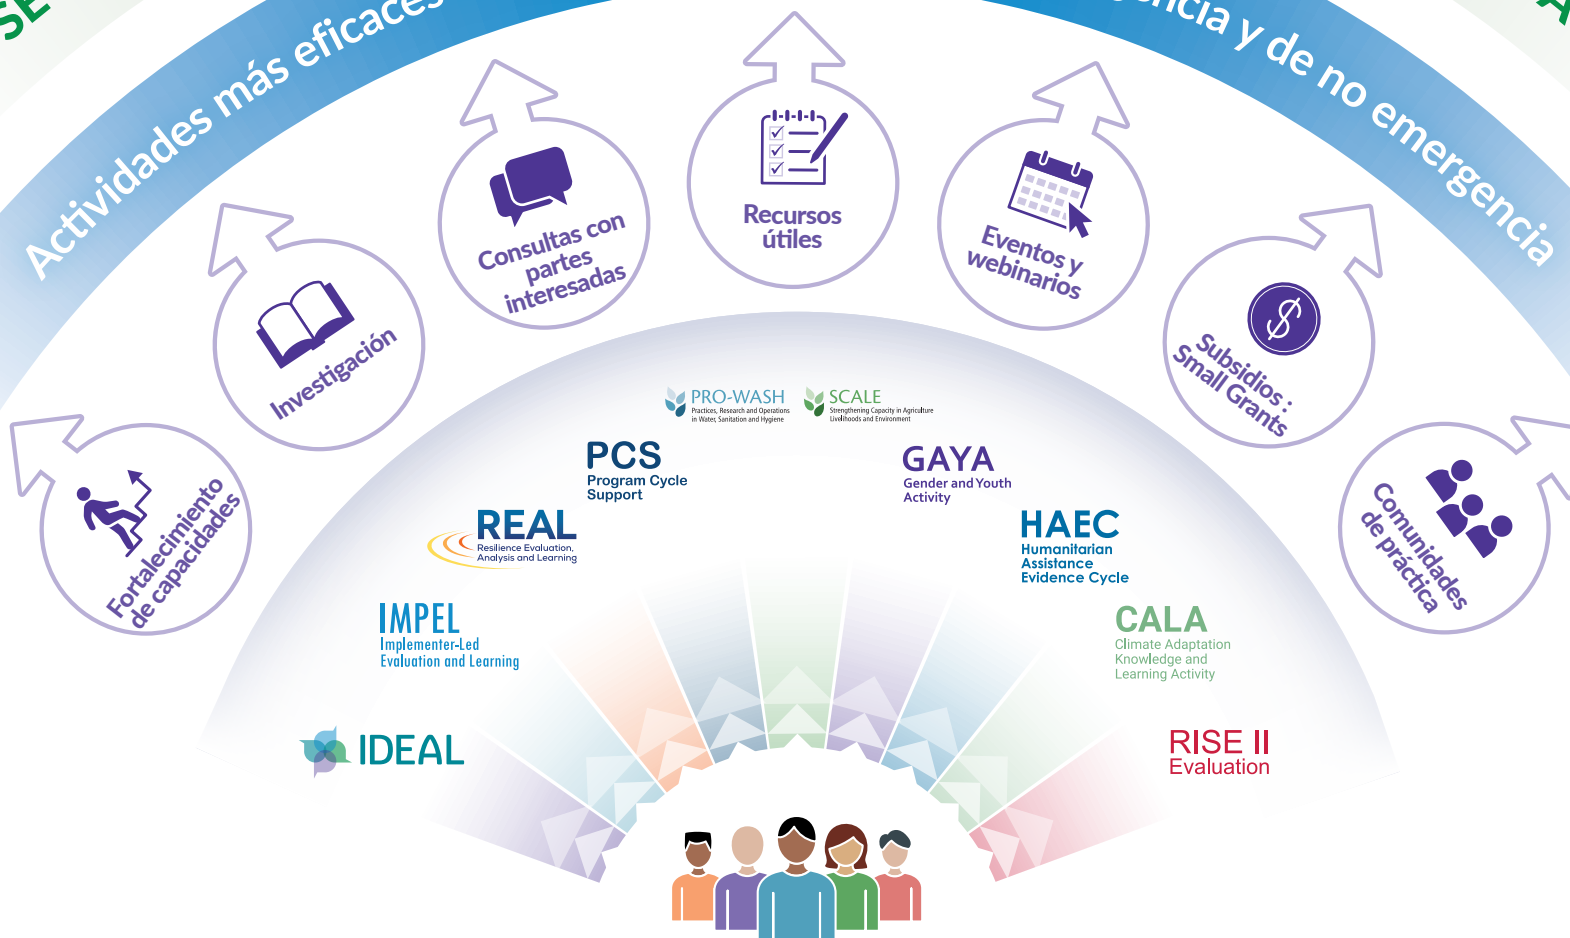 SE
A
Actividades más eficaces
encia y de no emergencia
Fortalecimiento
de capacidades
Investigación
Consultas con
partes
interesadas
Recursos
útiles
Eventos y
webinarios
Subsidios :
Small Grants
Comunidades
de práctica
IDEAL
IMPEL
Implementer-Led
Evaluation and Learning
REAL
Resilience Evaluation,
Analysis and Learning
PCS
Program Cycle
Support
PRO-WASH
Practices, Research and Operations
in Water, Sanitation and Hygiene
SCALE
Strengthening Capacity in Agriculture
Livelihoods and Environment
GAYA
Gender and Youth
Activity
HAEC
Humanitarian
Assistance
Evidence Cycle
CALA
Climate Adaptation
Knowledge and
Learning Activity
RISE II
Evaluation